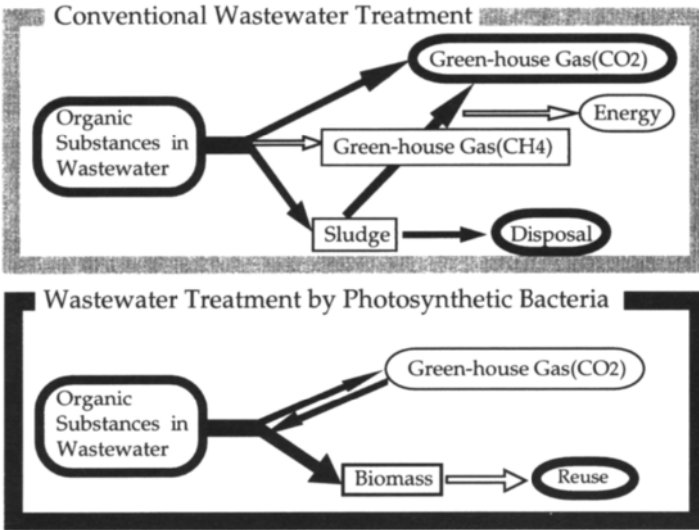 Conventional Wastewater Treatment
Green-house Gas(CO2)
Organic
Substances in
Wastewater
Energy
Green-house Gas(CH4)
Sludge
Disposal
Wastewater Treatment by Photosynthetic Bacteria
Green-house Gas(CO2)
Organic
Substances in
Wastewater
Biomass
Reuse